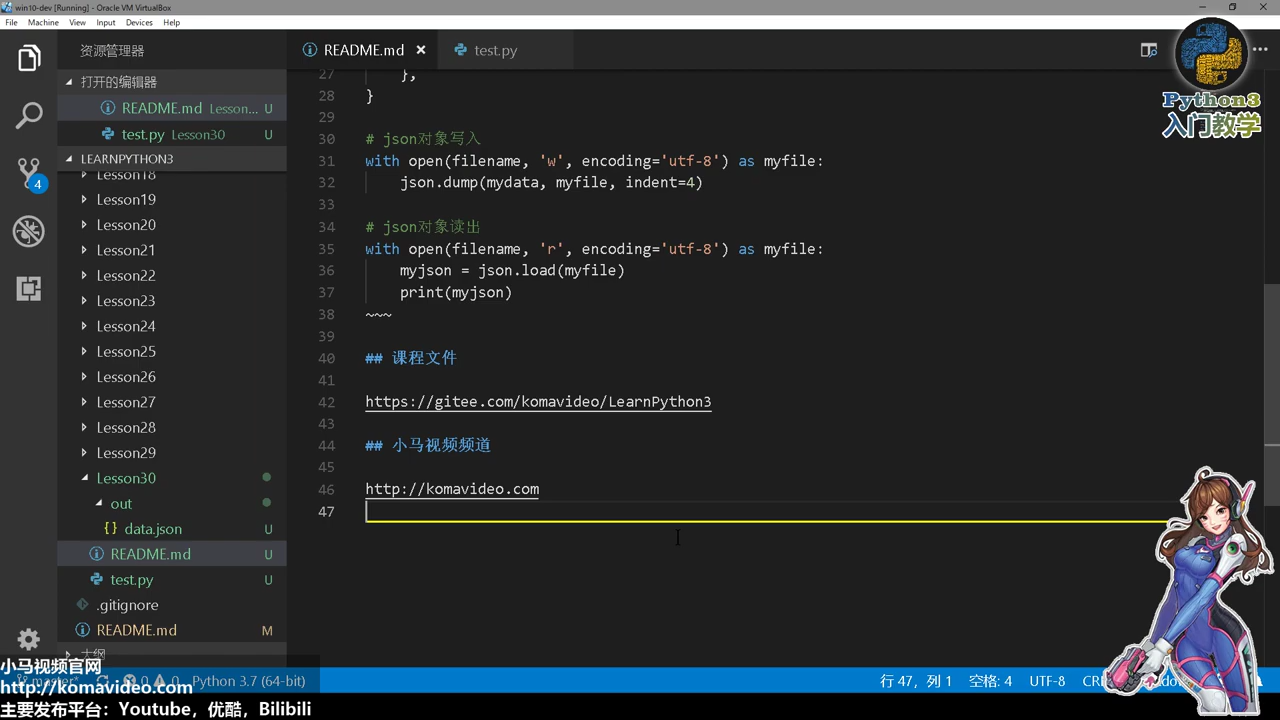 win10-dev [Running] - Oracle VM VirtualBox
File Machine View Input Devices Help
资源管理器
打开的编辑器
README.md Lesson... U
test.py Lesson30 U
LEARNPYTHON3
Lesson18
Lesson19
Lesson20
Lesson21
Lesson22
Lesson23
Lesson24
Lesson25
Lesson26
Lesson27
Lesson28
Lesson29
Lesson30
out
{} data.json U
README.md U
test.py U
.gitignore
README.md M
大纲
4
README.md × test.py
27 },
28 }
29
30 # json对象写入
31 with open(filename, 'w', encoding='utf-8') as myfile:
32 json.dump(mydata, myfile, indent=4)
33
34 # json对象读出
35 with open(filename, 'r', encoding='utf-8') as myfile:
36 myjson = json.load(myfile)
37 print(myjson)
38 ~~~
39
40 ## 课程文件
41
42 https://gitee.com/komavideo/LearnPython3
43
44 ## 小马视频频道
45
46 http://komavideo.com
47
Python3
入门教学
master* 0 0 Python 3.7 (64-bit)
行 47，列 1 空格: 4 UTF-8
小马视频官网
http://komavideo.com
主要发布平台：Youtube，优酷，Bilibili